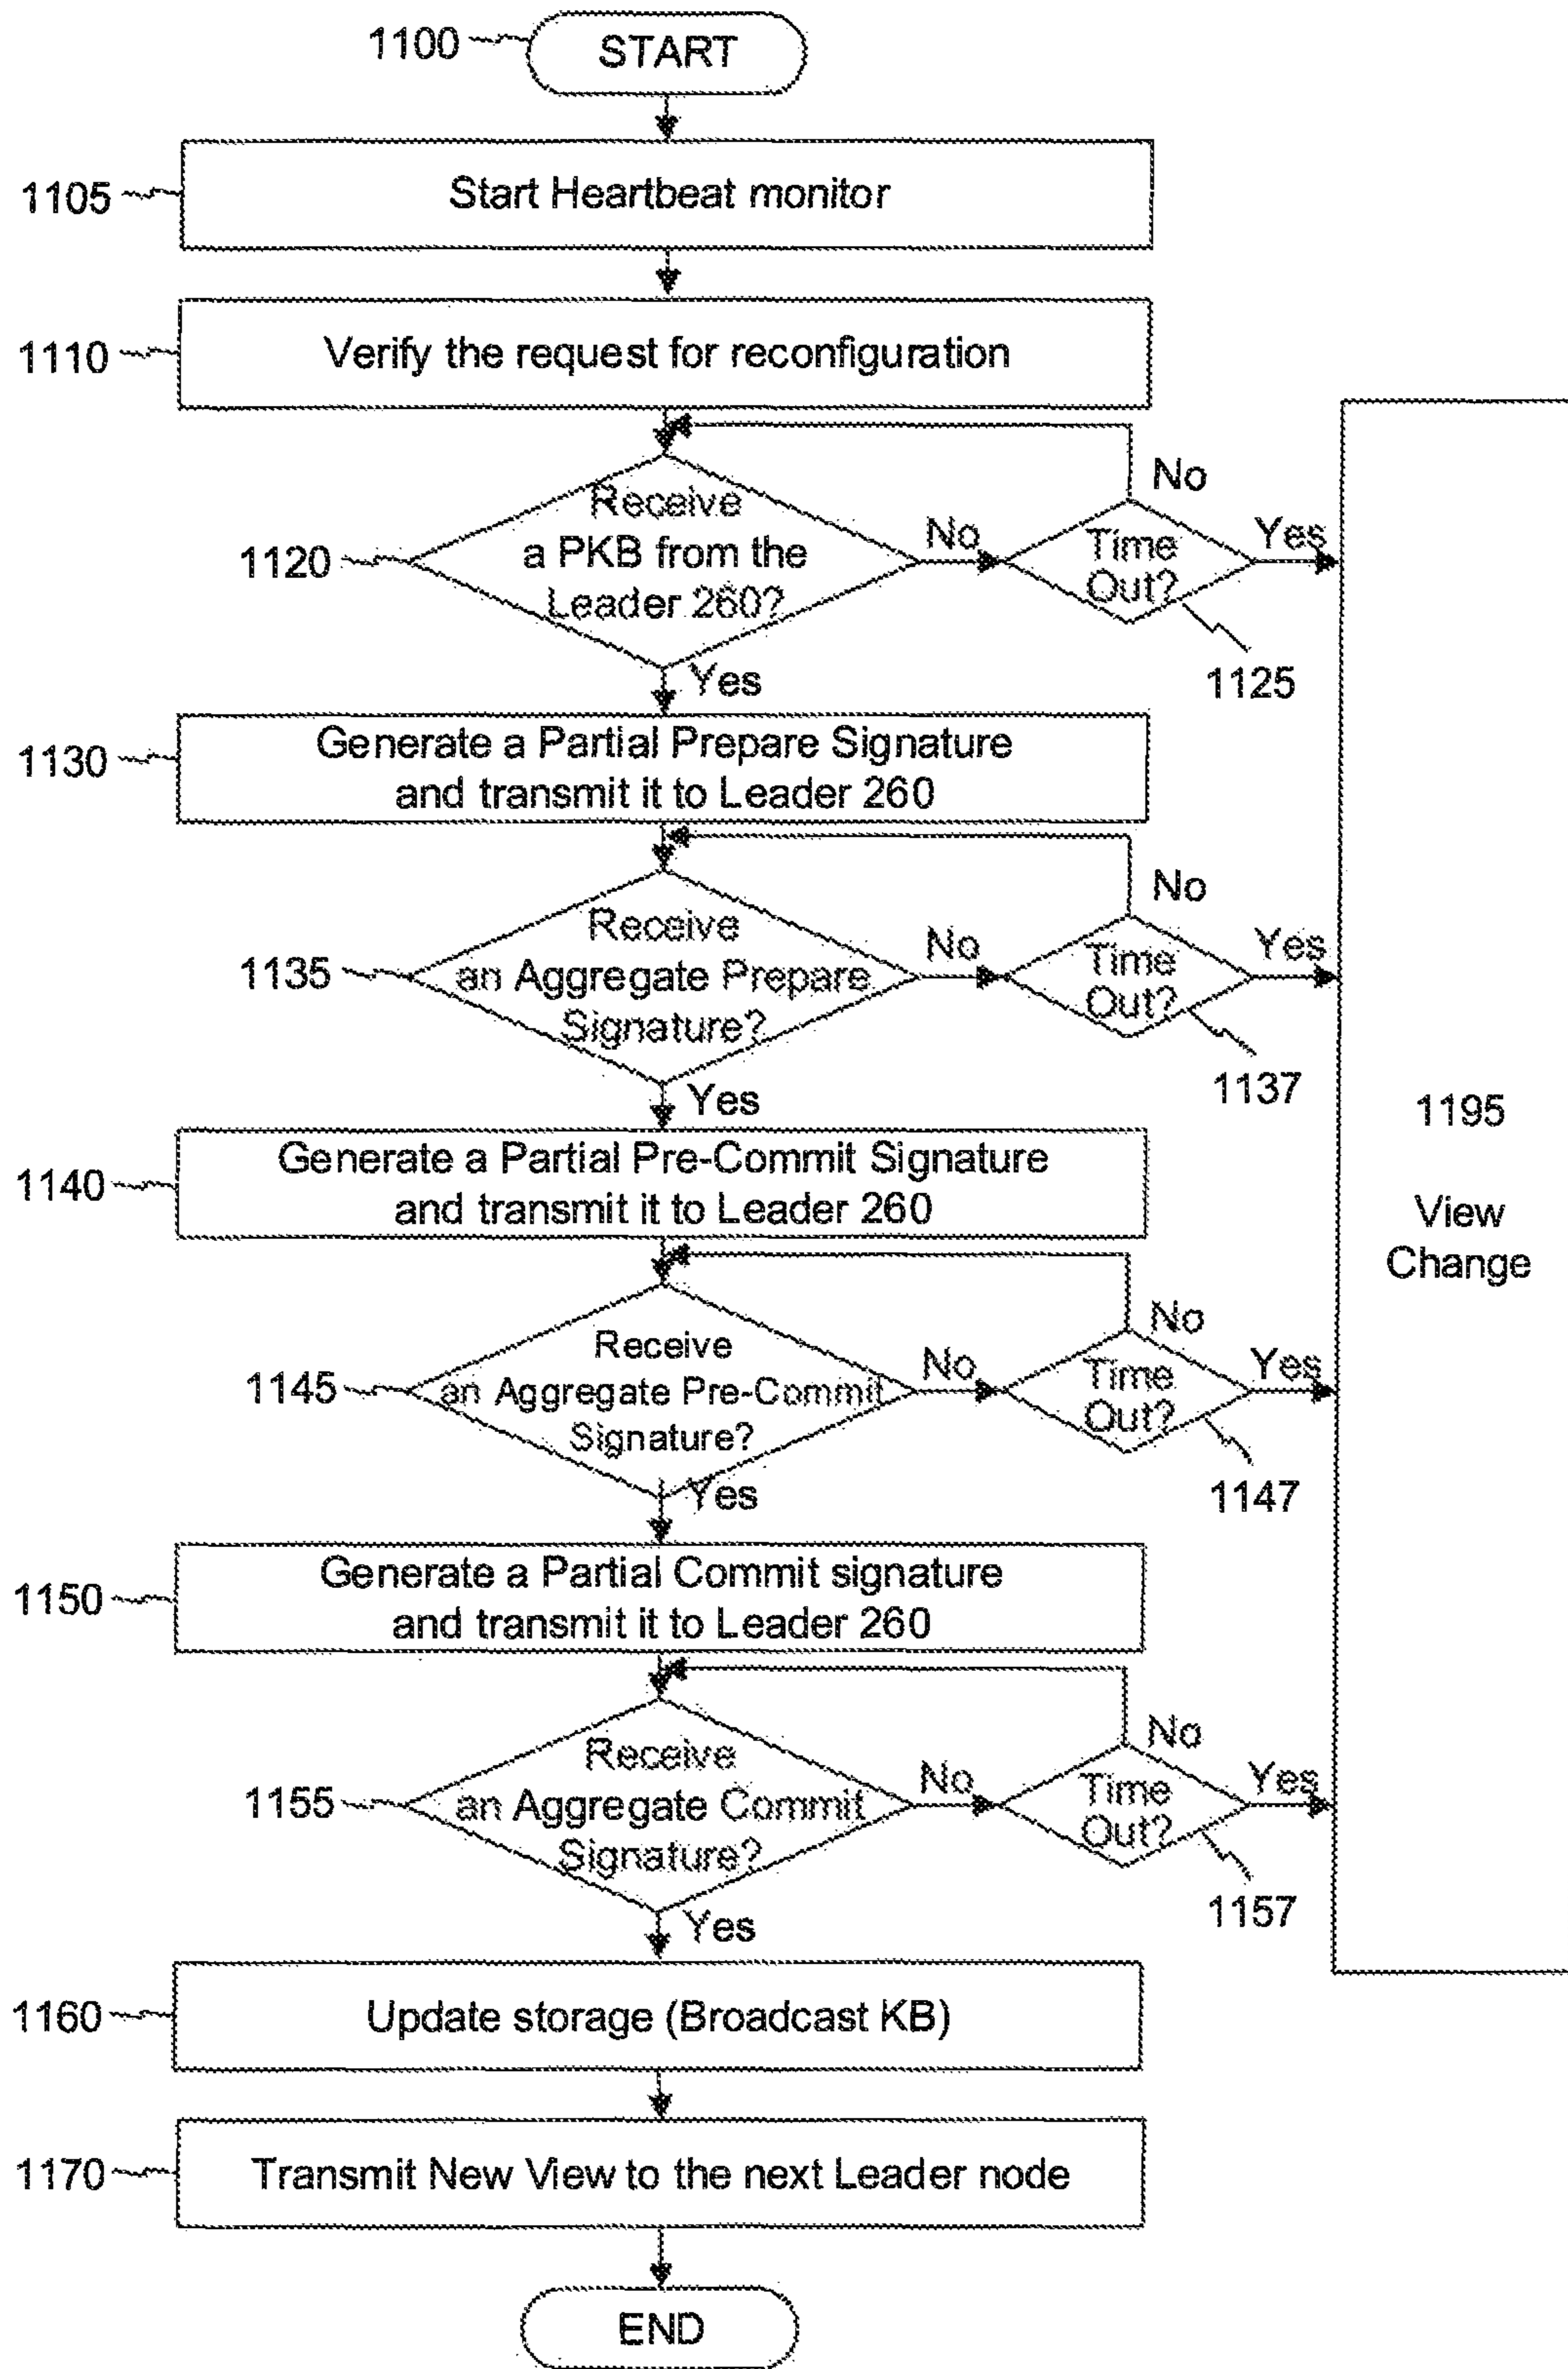 1100
START
1105
Start Heartbeat monitor
1110
Verify the request for reconfiguration
No
1120
Receive
a PKB from the
Leader 260?
No
Time
Out?
Yes
1125
Yes
1130
Generate a Partial Prepare Signature
and transmit it to Leader 260
No
1135
Receive
an Aggregate Prepare
Signature?
No
Time
Out?
Yes
1137
Yes
1140
Generate a Partial Pre-Commit Signature
and transmit it to Leader 260
1195
View
Change
No
1145
Receive
an Aggregate Pre-Commit
Signature?
No
Time
Out?
Yes
1147
Yes
1150
Generate a Partial Commit signature
and transmit it to Leader 260
No
1155
Receive
an Aggregate Commit
Signature?
No
Time
Out?
Yes
1157
Yes
1160
Update storage (Broadcast KB)
1170
Transmit New View to the next Leader node
END